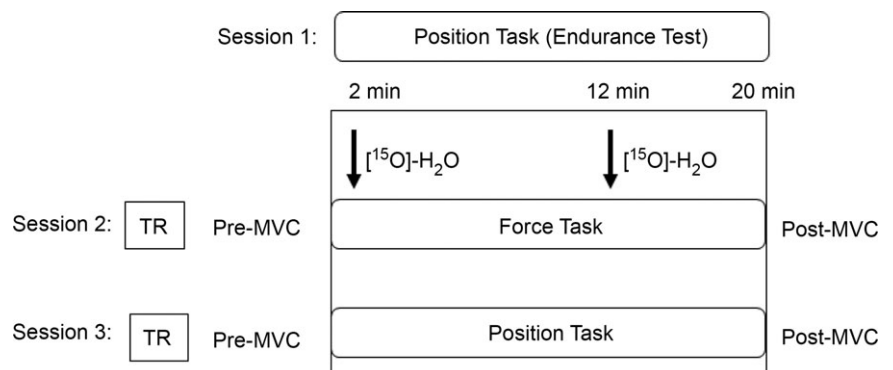 Session 1: Position Task (Endurance Test)
2 min 12 min 20 min
[¹⁵O]-H₂O [¹⁵O]-H₂O
Session 2: TR Pre-MVC Force Task Post-MVC
Session 3: TR Pre-MVC Position Task Post-MVC